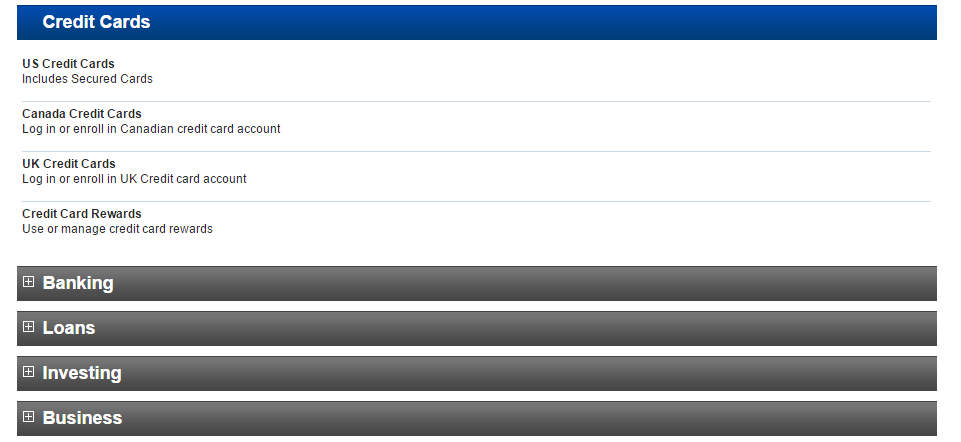 Credit Cards
US Credit Cards
Includes Secured Cards
Canada Credit Cards
Log in or enroll in Canadian credit card account
UK Credit Cards
Log in or enroll in UK Credit card account
Credit Card Rewards
Use or manage credit card rewards
Banking
Loans
Investing
Business